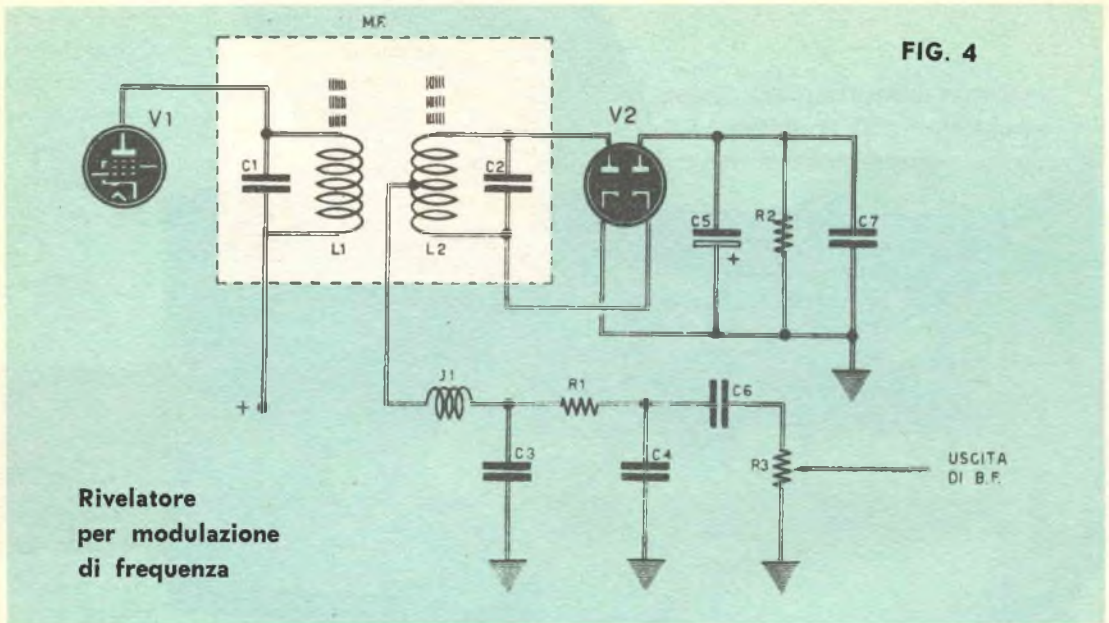 M.F.
FIG. 4
V1
V2
C1
L1
L2
C2
C5
+
R2
C7
+
J1
R1
C6
C3
C4
R3
USCITA
DI B.F.
Rivelatore
per modulazione
di frequenza